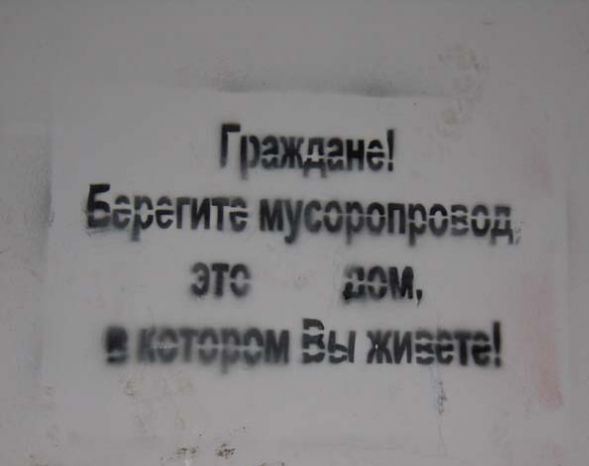 Граждане!
Берегите мусоропровод,
это дом,
в котором Вы живете!